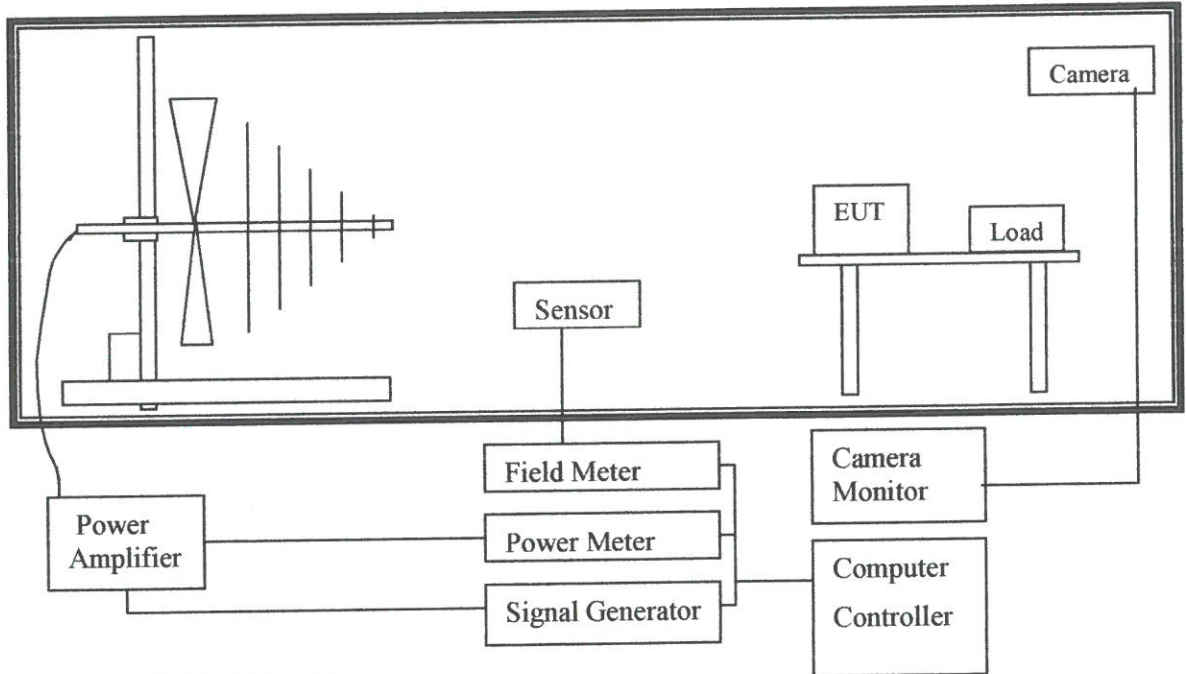 Camera
EUT
Load
Sensor
Field Meter
Camera
Monitor
Power
Amplifier
Power Meter
Computer
Controller
Signal Generator